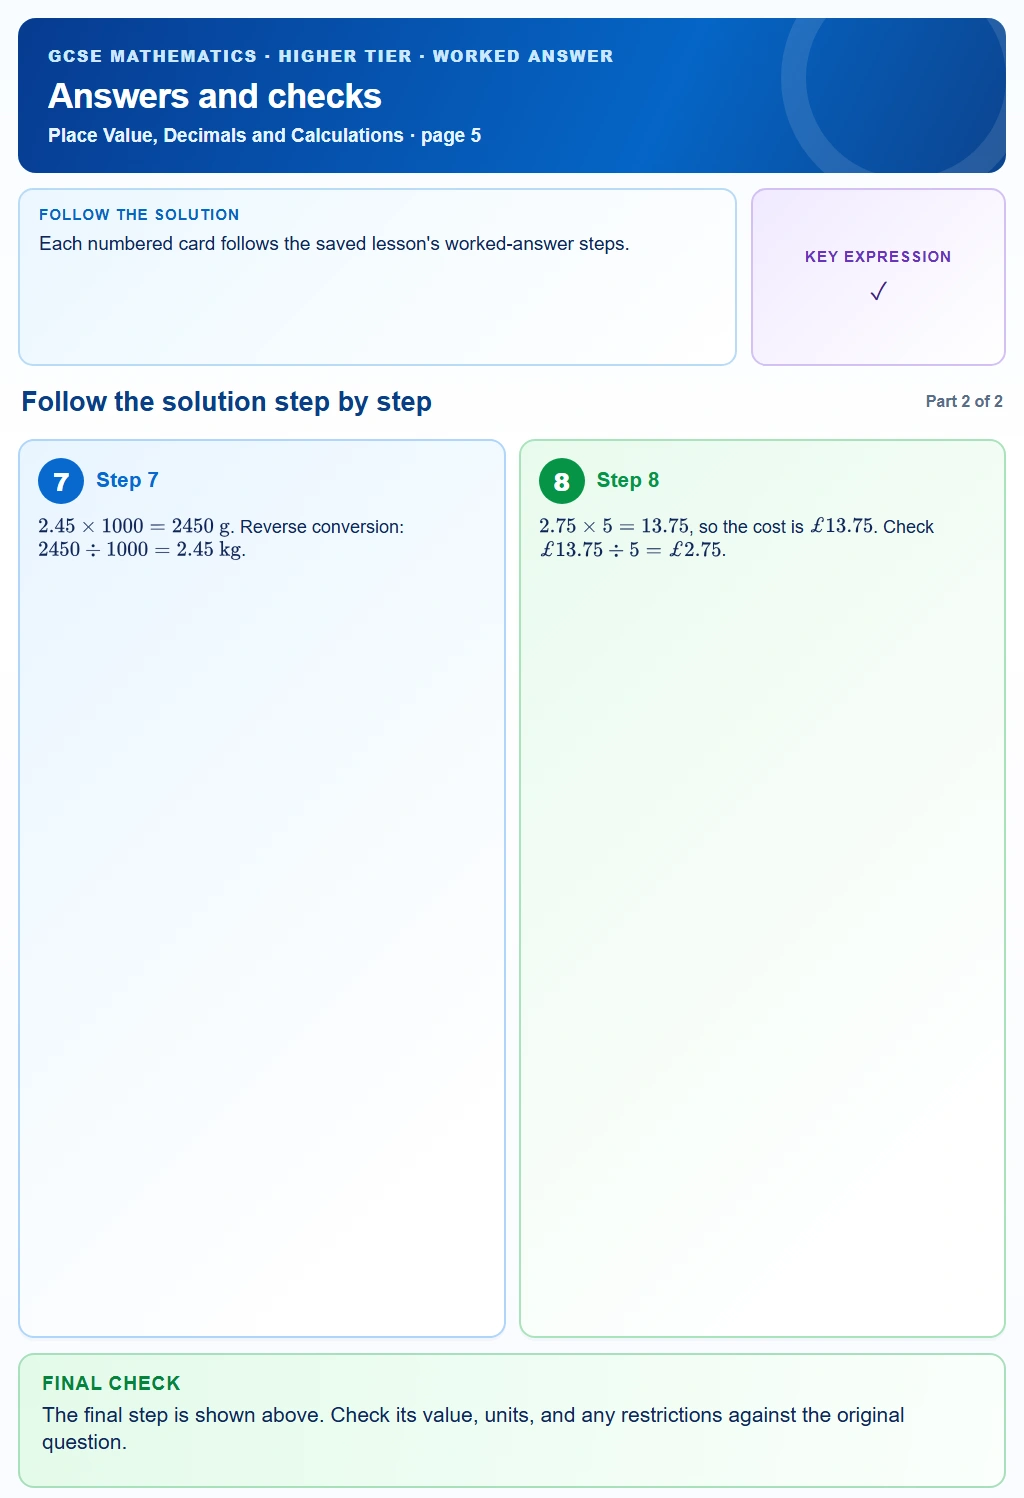 GCSE MATHEMATICS · HIGHER TIER · WORKED ANSWER
Answers and checks
Place Value, Decimals and Calculations · page 5
FOLLOW THE SOLUTION
Each numbered card follows the saved lesson's worked-answer steps.
KEY EXPRESSION
✓
Follow the solution step by step
Part 2 of 2
7 Step 7
2.45 × 1000 = 2450 g. Reverse conversion:
2450 ÷ 1000 = 2.45 kg.
8 Step 8
2.75 × 5 = 13.75, so the cost is £13.75. Check
£13.75 ÷ 5 = £2.75.
FINAL CHECK
The final step is shown above. Check its value, units, and any restrictions against the original
question.